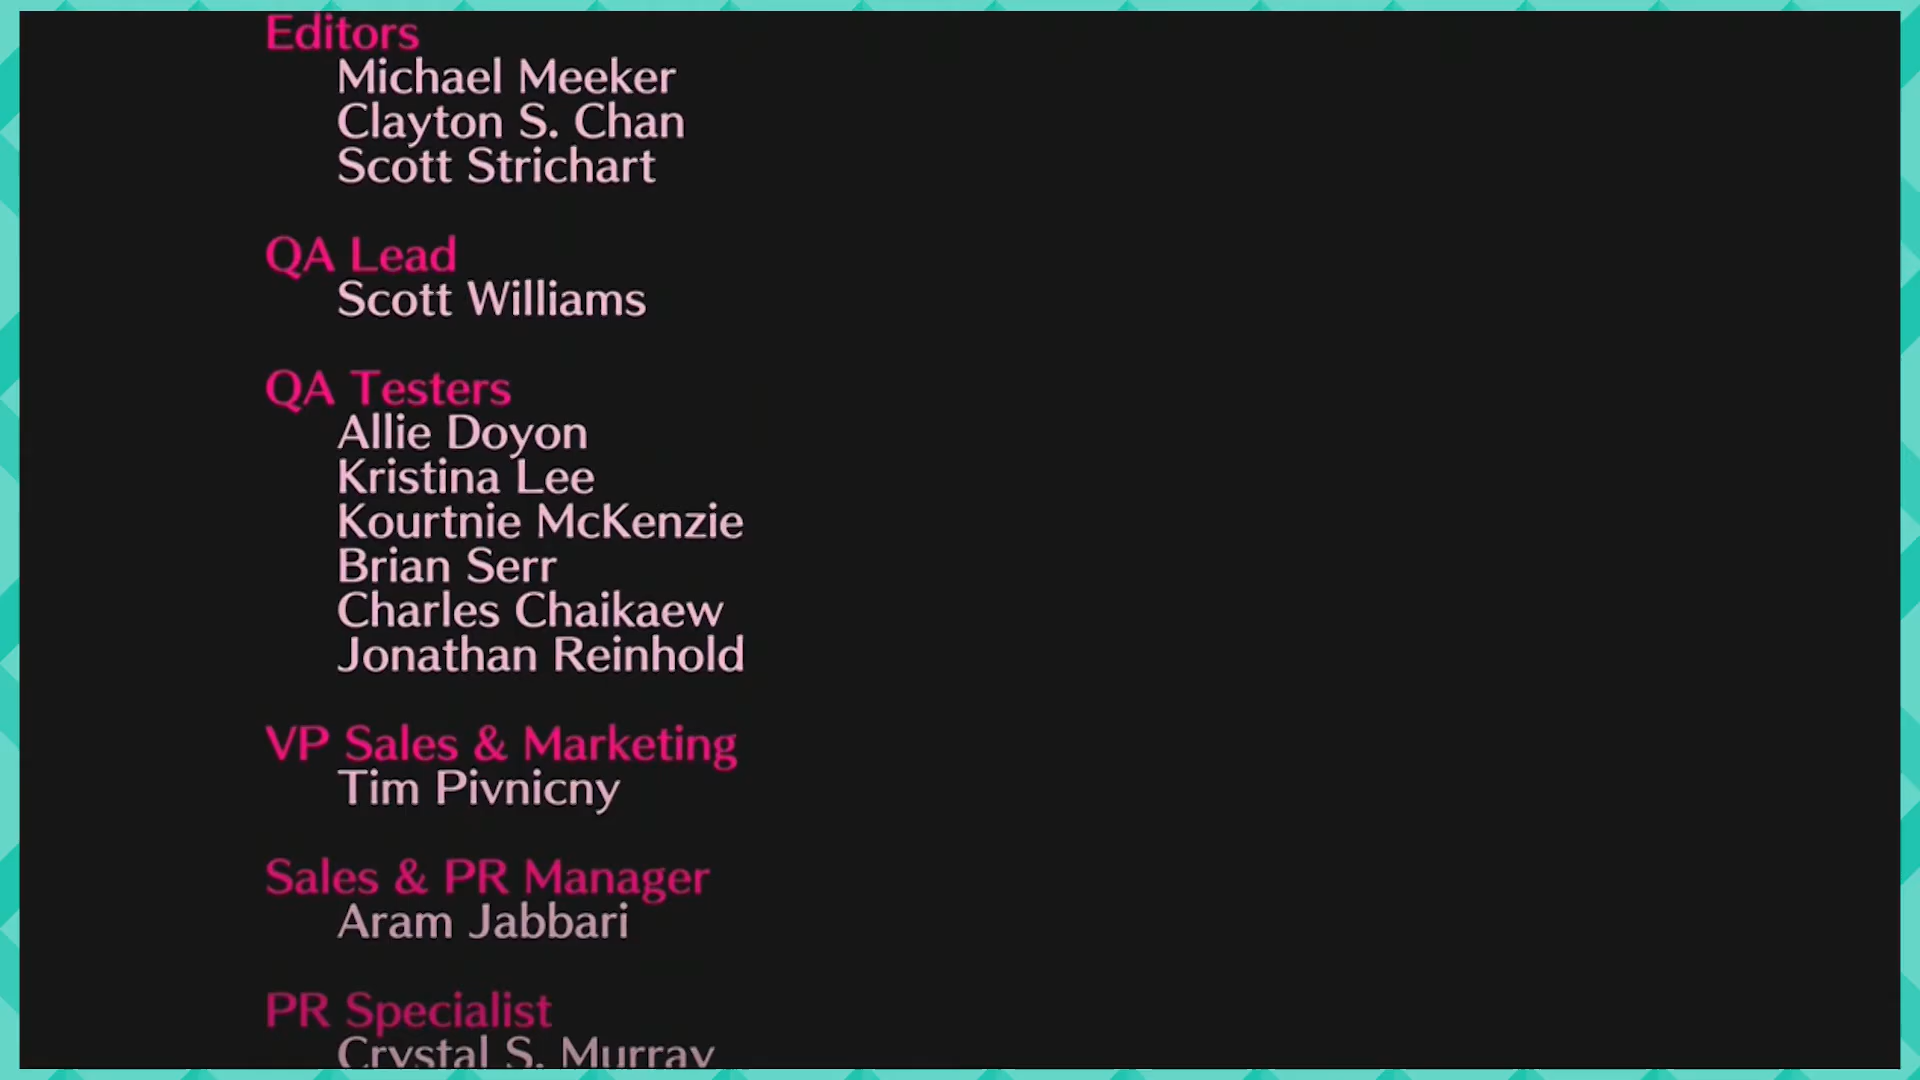 Editors
Michael Meeker
Clayton S. Chan
Scott Strichart
QA Lead
Scott Williams
QA Testers
Allie Doyon
Kristina Lee
Kourtnie McKenzie
Brian Serr
Charles Chaikaew
Jonathan Reinhold
VP Sales & Marketing
Tim Pivnicny
Sales & PR Manager
Aram Jabbari
PR Specialist
Crystal S. Murray